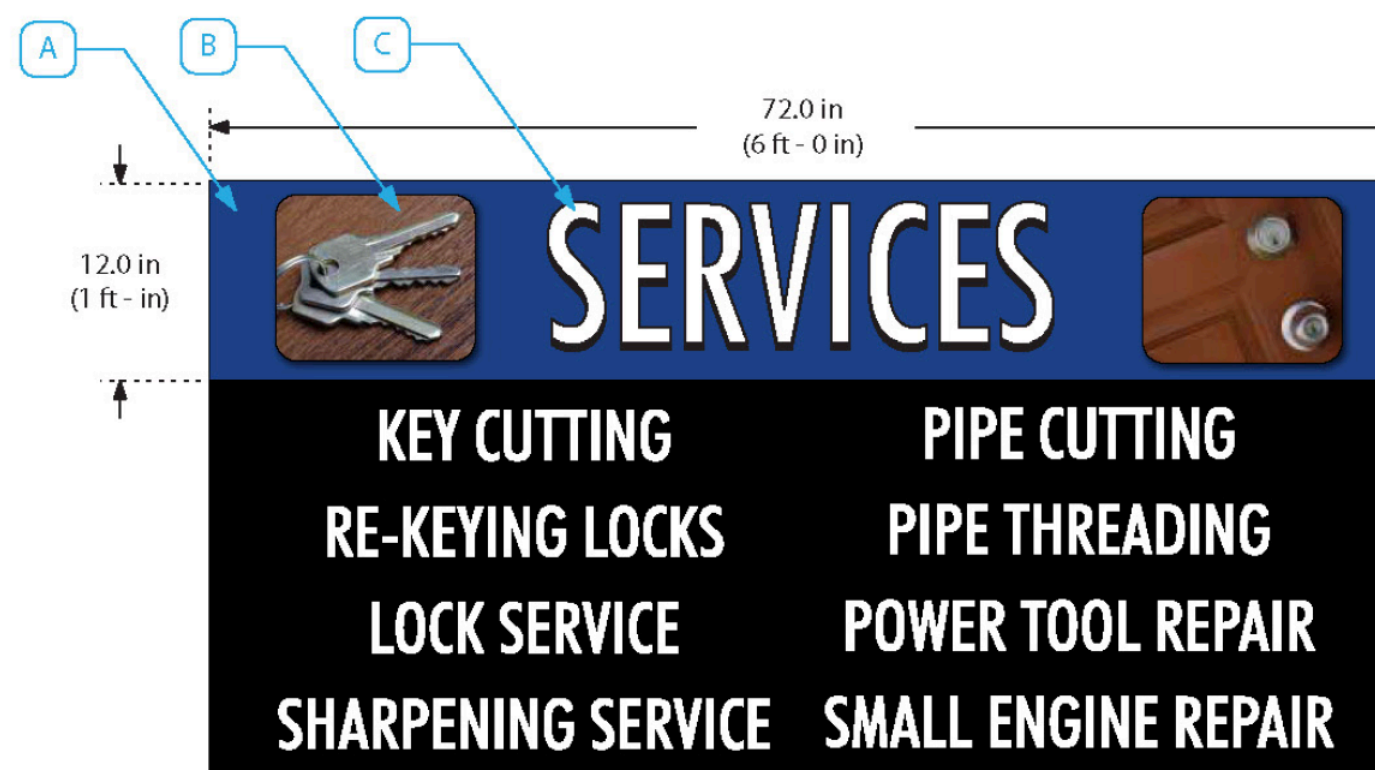 A B C
72.0 in
(6 ft - 0 in)
12.0 in
(1 ft - in)
SERVICES
KEY CUTTING
RE-KEYING LOCKS
LOCK SERVICE
SHARPENING SERVICE
PIPE CUTTING
PIPE THREADING
POWER TOOL REPAIR
SMALL ENGINE REPAIR